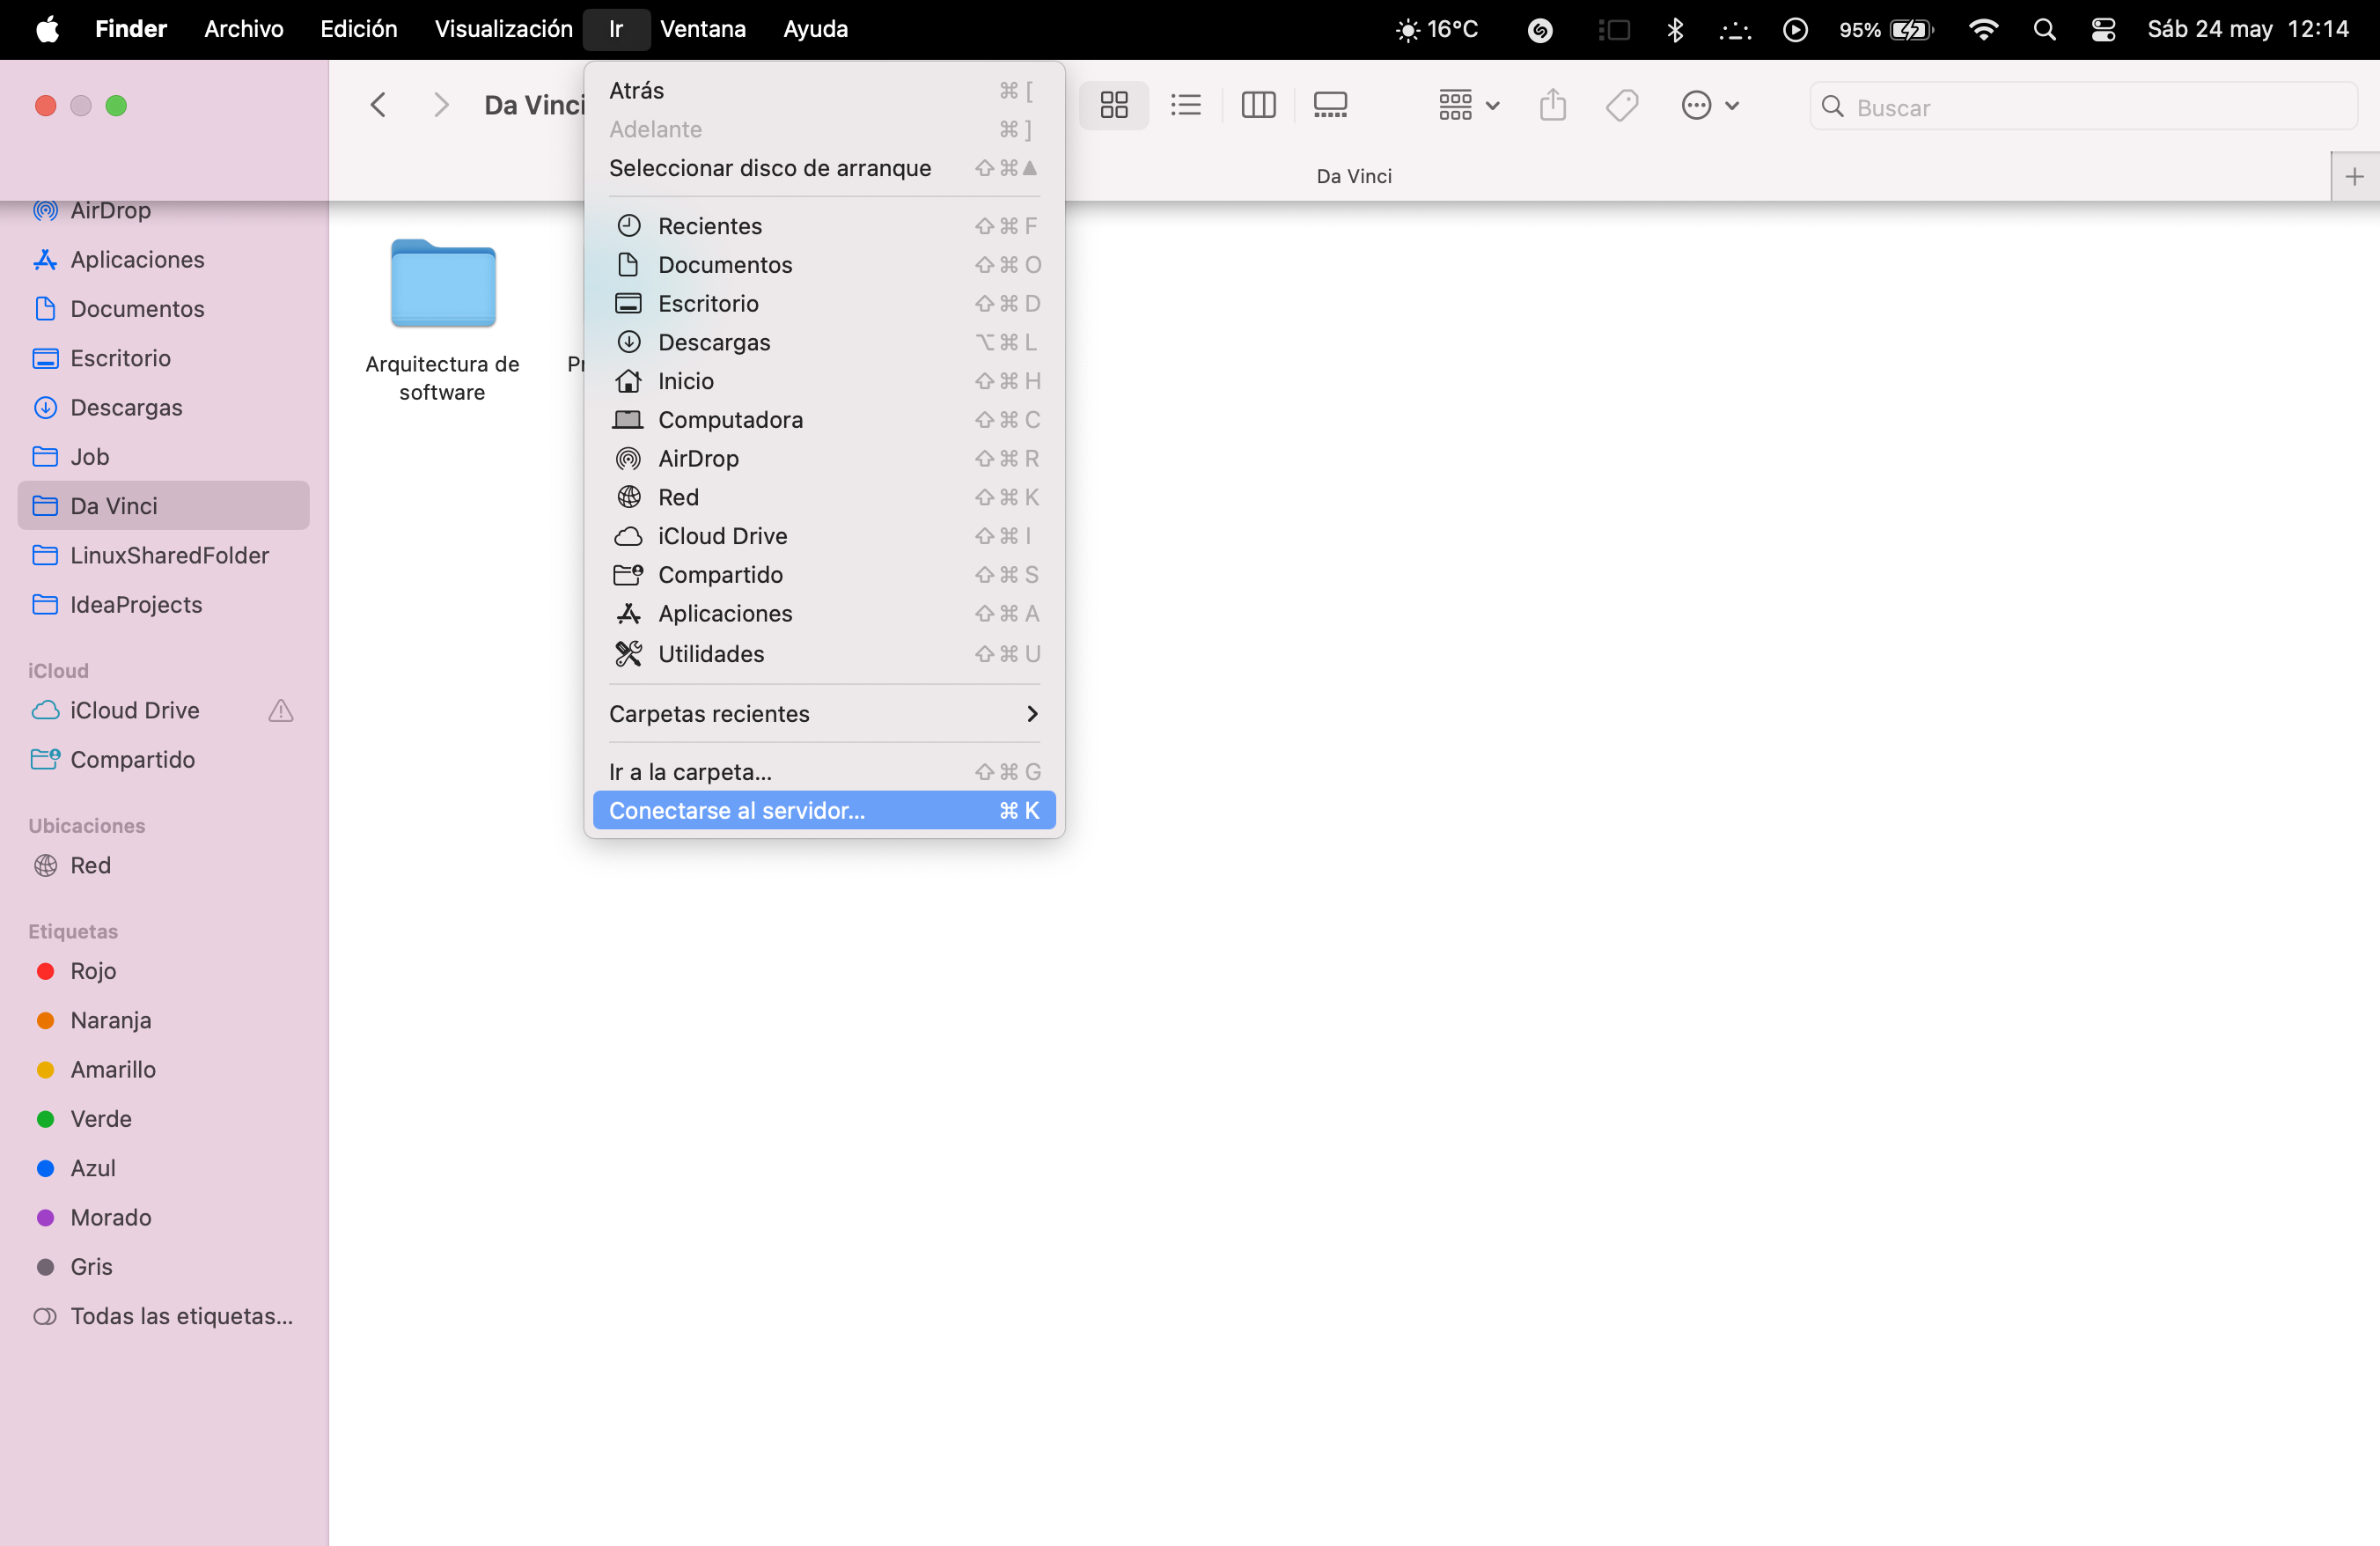 Finder Archivo Edición Visualización Ir Ventana Ayuda 16°C 95% Sáb 24 may 12:14
Da Vinci
Buscar
Da Vinci
AirDrop
Aplicaciones
Documentos
Escritorio
Descargas
Job
Da Vinci
LinuxSharedFolder
IdeaProjects
iCloud
iCloud Drive
Compartido
Ubicaciones
Red
Etiquetas
Rojo
Naranja
Amarillo
Verde
Azul
Morado
Gris
Todas las etiquetas...
Arquitectura de
software
Atrás ⌘ [
Adelante ⌘ ]
Seleccionar disco de arranque ⇧ ⌘ ▲
Recientes ⇧ ⌘ F
Documentos ⇧ ⌘ O
Escritorio ⇧ ⌘ D
Descargas ⌥ ⌘ L
Inicio ⇧ ⌘ H
Computadora ⇧ ⌘ C
AirDrop ⇧ ⌘ R
Red ⇧ ⌘ K
iCloud Drive ⇧ ⌘ I
Compartido ⇧ ⌘ S
Aplicaciones ⇧ ⌘ A
Utilidades ⇧ ⌘ U
Carpetas recientes
Ir a la carpeta... ⇧ ⌘ G
Conectarse al servidor... ⌘ K